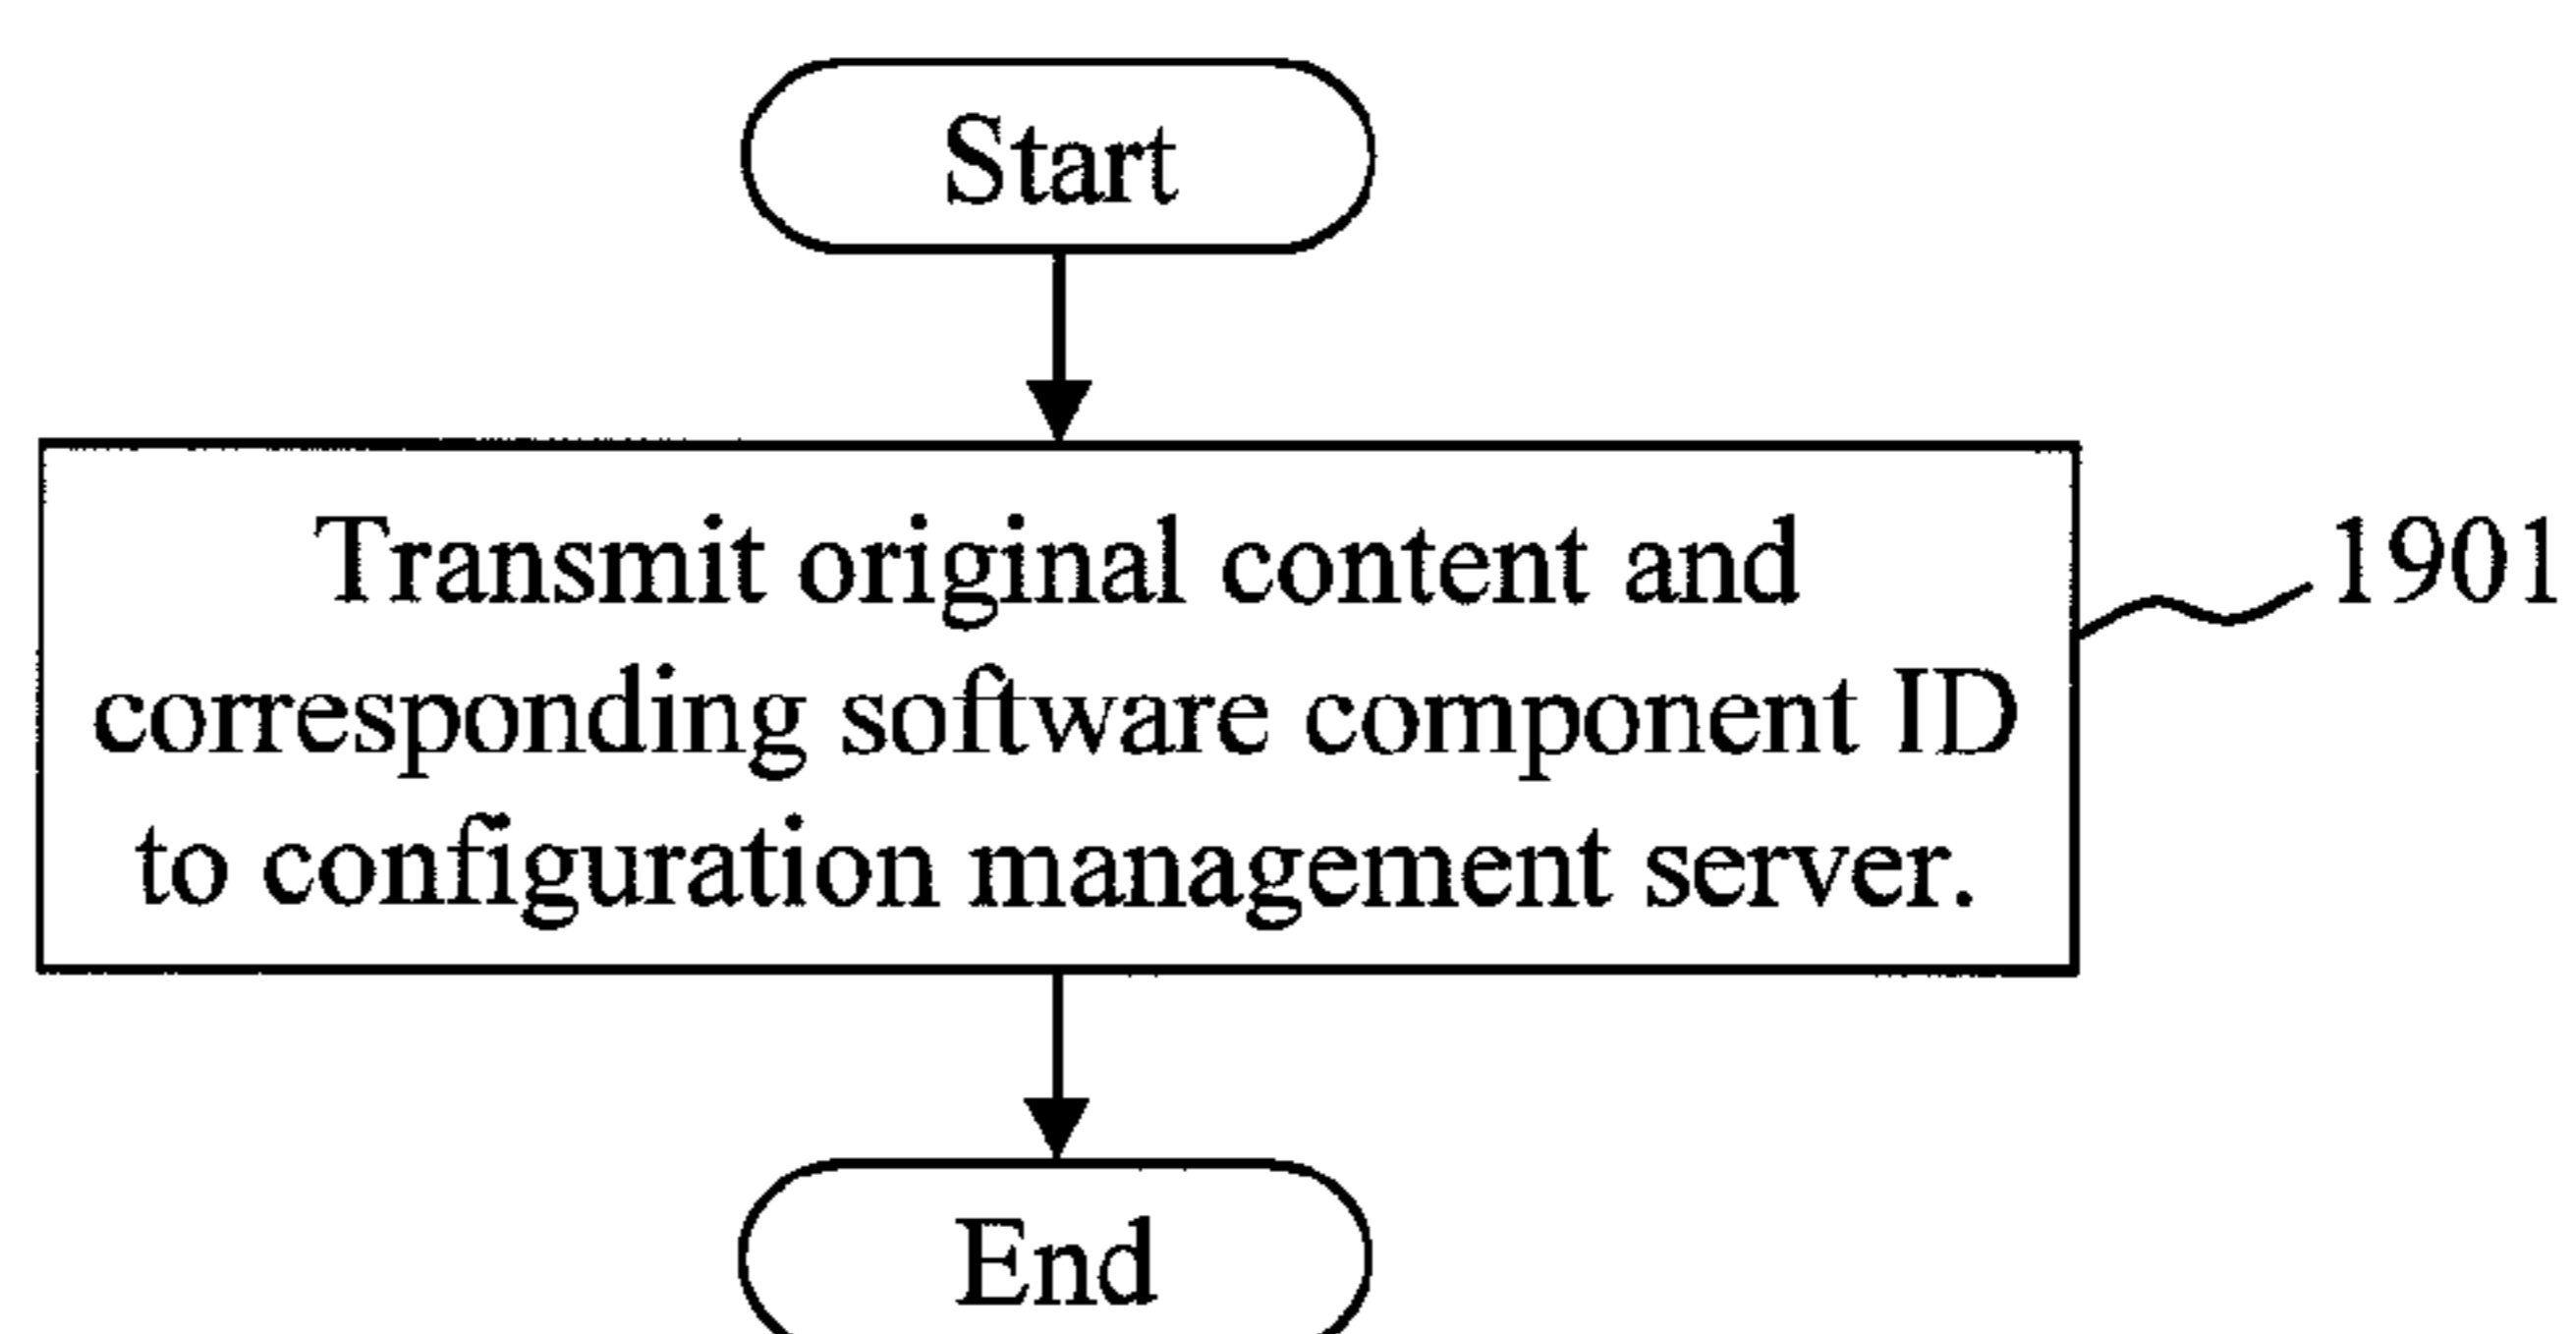 Start
Transmit original content and
corresponding software component ID
to configuration management server.
1901
End